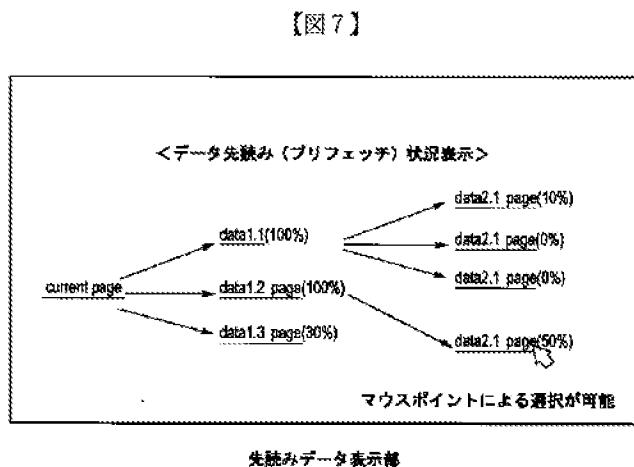 【図7】
<データ先読み(プリフェッチ)状況表示>
data2.1 page(10%)
data1.1(100%)
data2.1 page(0%)
data2.1 page(0%)
current page
data1.2 page(100%)
data1.3 page(30%)
data2.1 page(50%)
マウスポイントによる選択が可能
先読みデータ表示部